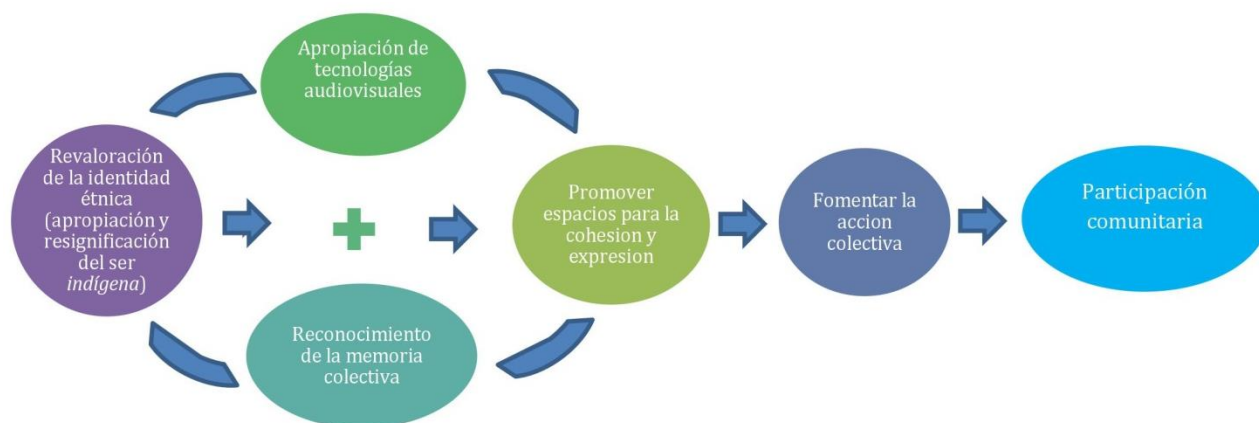 Apropiación de
tecnologías
audiovisuales
Revaloración
de la identidad
étnica
(apropiación y
resignificación
del ser
indígena)
Promover
espacios para la
cohesion y
expresion
Fomentar la
accion
colectiva
Participación
comunitaria
Reconocimiento
de la memoria
colectiva